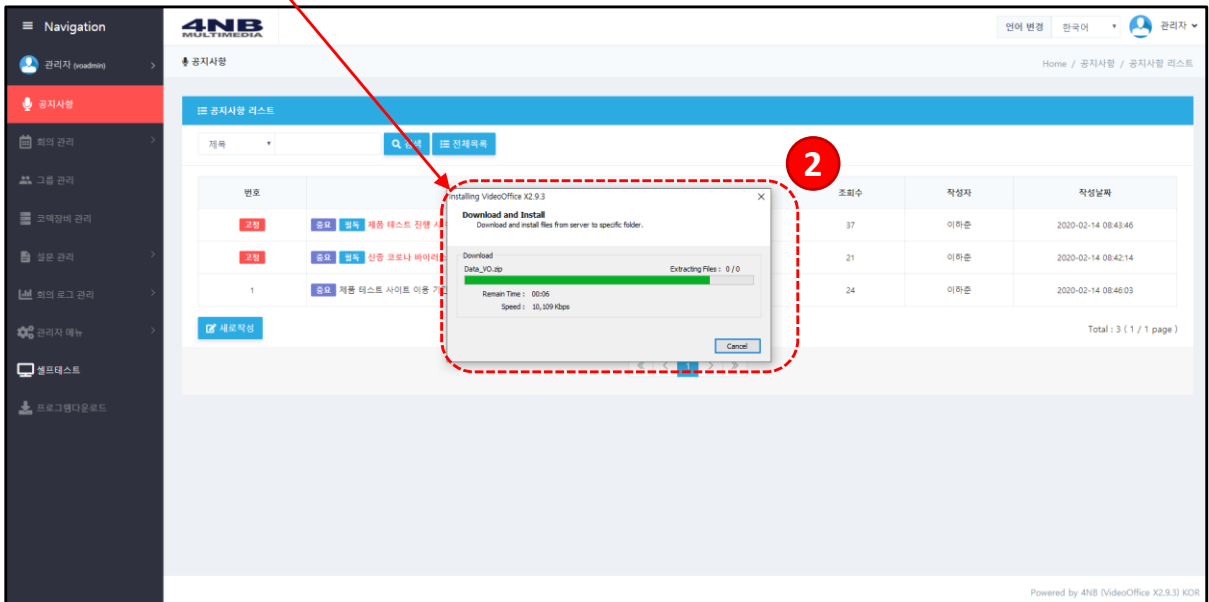 Navigation
4NB
MULTIMEDIA
언어 변경 한국어 관리자
관리자 (voadmin)
공지사항
Home / 공지사항 / 공지사항 리스트
공지사항
공지사항 리스트
회의 관리
제목
전체목록
그룹 관리
2
번호 조회수 작성자 작성날짜
Installing VideoOffice X2.9.3
Download and Install
Download and install files from server to specific folder.
코덱장비 관리
고정 중요 필독 제품 테스트 진행 37 이하준 2020-02-14 08:43:46
설문 관리
고정 중요 필독 신종 코로나 바이러스 21 이하준 2020-02-14 08:42:14
Download
Data_VO.zip Extracting Files : 0 / 0
회의 로그 관리
1 중요 제품 테스트 사이트 이용 24 이하준 2020-02-14 08:46:03
Remain Time : 00:06
Speed : 10,109 Kbps
관리자 메뉴
새로작성 Total : 3 ( 1 / 1 page )
Cancel
셀프테스트
« < 1 > »
프로그램다운로드
Powered by 4NB (VideoOffice X2.9.3) KOR